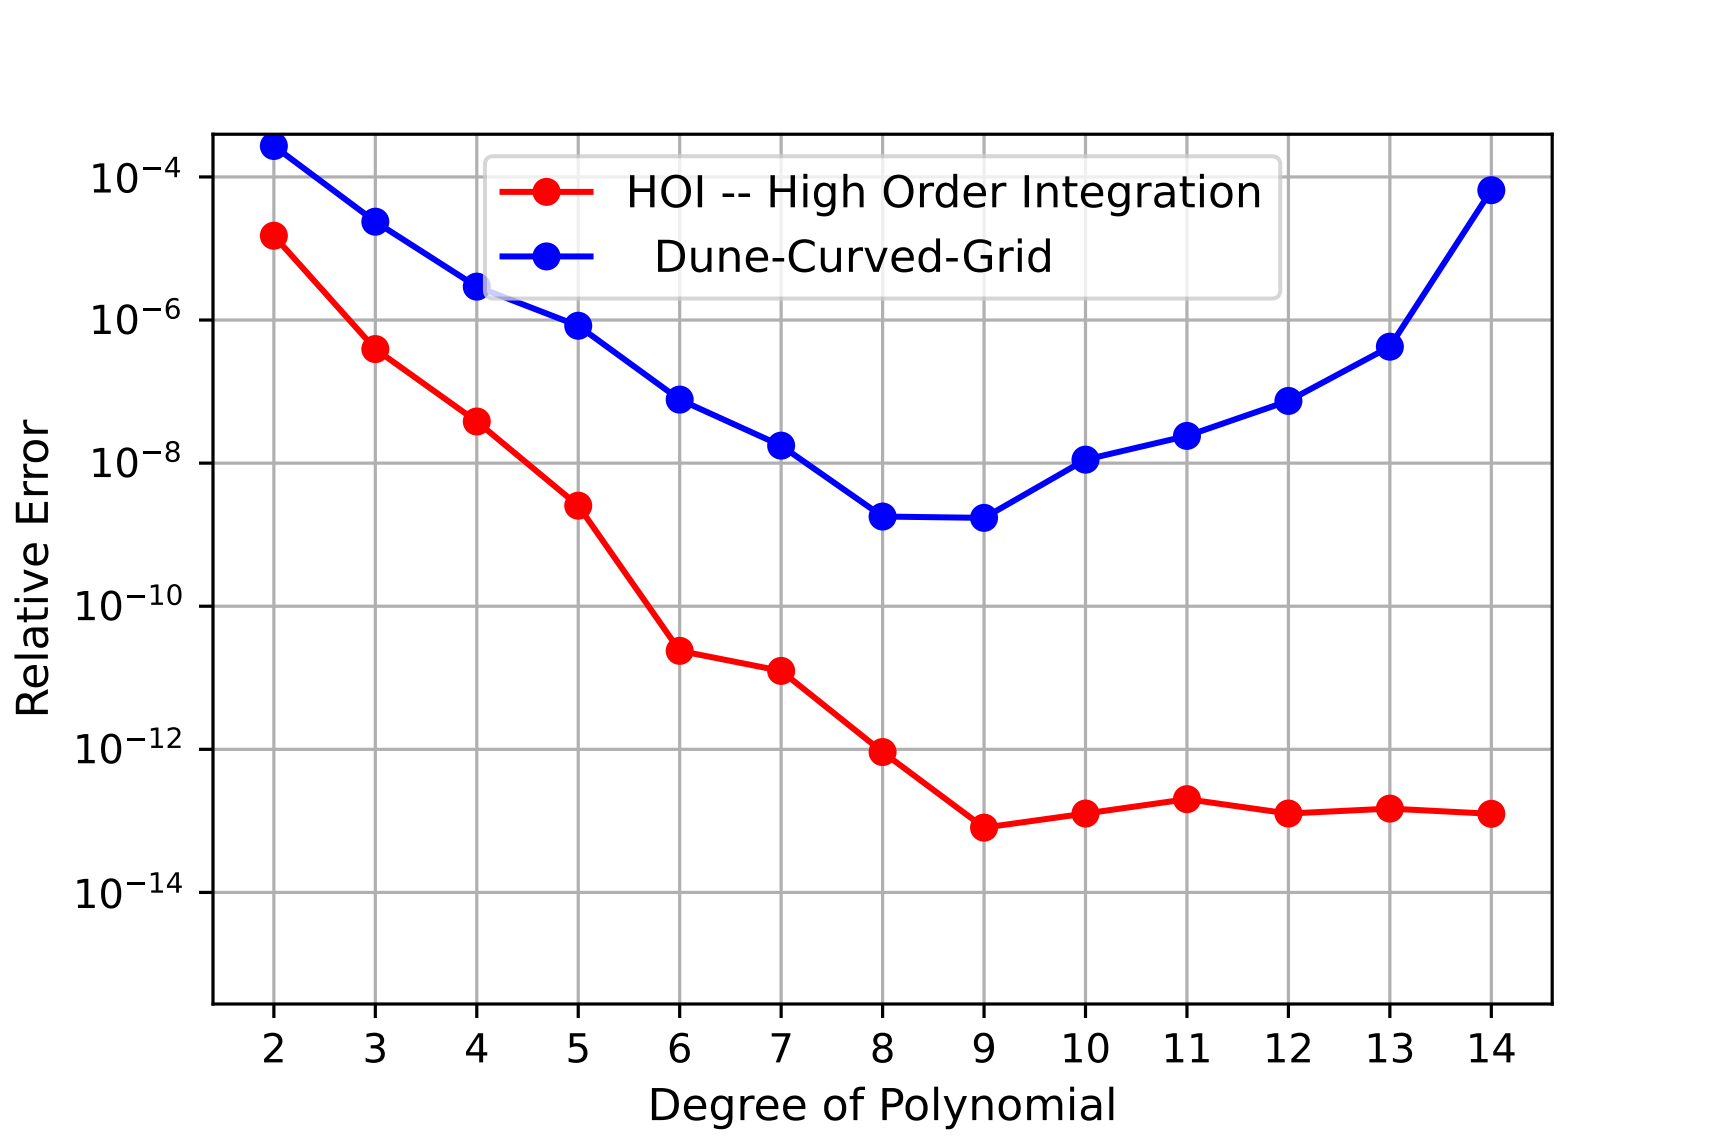 HOI -- High Order Integration
Dune-Curved-Grid
10⁻⁴
10⁻⁶
10⁻⁸
10⁻¹⁰
10⁻¹²
10⁻¹⁴
Relative Error
2 3 4 5 6 7 8 9 10 11 12 13 14
Degree of Polynomial